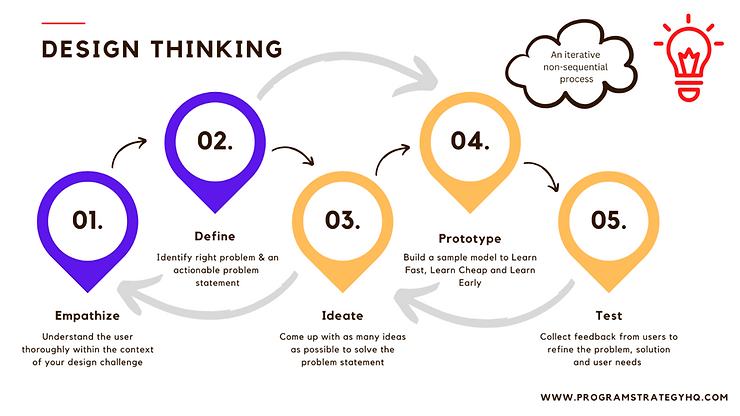 DESIGN THINKING
An iterative
non-sequential
process
01.
Empathize
Understand the user
thoroughly within the context
of your design challenge
02.
Define
Identify right problem & an
actionable problem
statement
03.
Ideate
Come up with as many ideas
as possible to solve the
problem statement
04.
Prototype
Build a sample model to Learn
Fast, Learn Cheap and Learn
Early
05.
Test
Collect feedback from users to
refine the problem, solution
and user needs
WWW.PROGRAMSTRATEGYHQ.COM